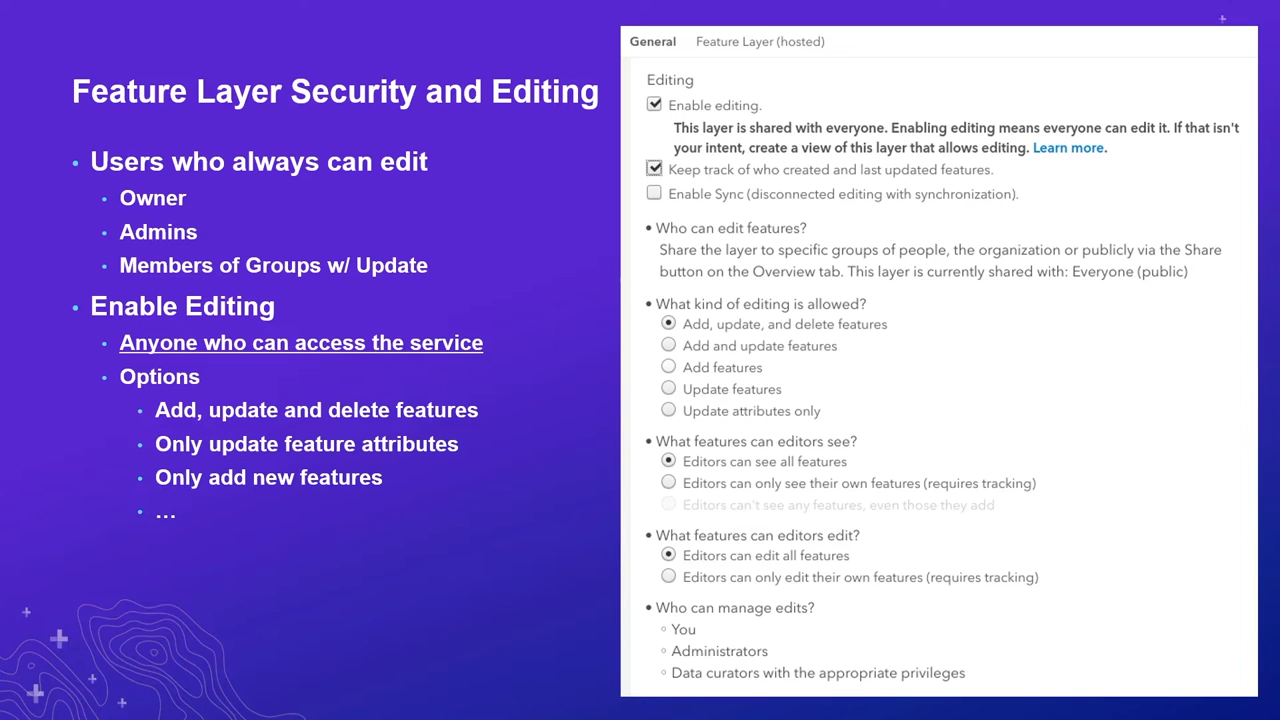 Feature Layer Security and Editing
• Users who always can edit
• Owner
• Admins
• Members of Groups w/ Update
• Enable Editing
• Anyone who can access the service
• Options
• Add, update and delete features
• Only update feature attributes
• Only add new features
• …
General Feature Layer (hosted)
Editing
Enable editing.
This layer is shared with everyone. Enabling editing means everyone can edit it. If that isn't
your intent, create a view of this layer that allows editing. Learn more.
Keep track of who created and last updated features.
Enable Sync (disconnected editing with synchronization).
• Who can edit features?
Share the layer to specific groups of people, the organization or publicly via the Share
button on the Overview tab. This layer is currently shared with: Everyone (public)
• What kind of editing is allowed?
Add, update, and delete features
Add and update features
Add features
Update features
Update attributes only
• What features can editors see?
Editors can see all features
Editors can only see their own features (requires tracking)
Editors can't see any features, even those they add
• What features can editors edit?
Editors can edit all features
Editors can only edit their own features (requires tracking)
• Who can manage edits?
◦ You
◦ Administrators
◦ Data curators with the appropriate privileges